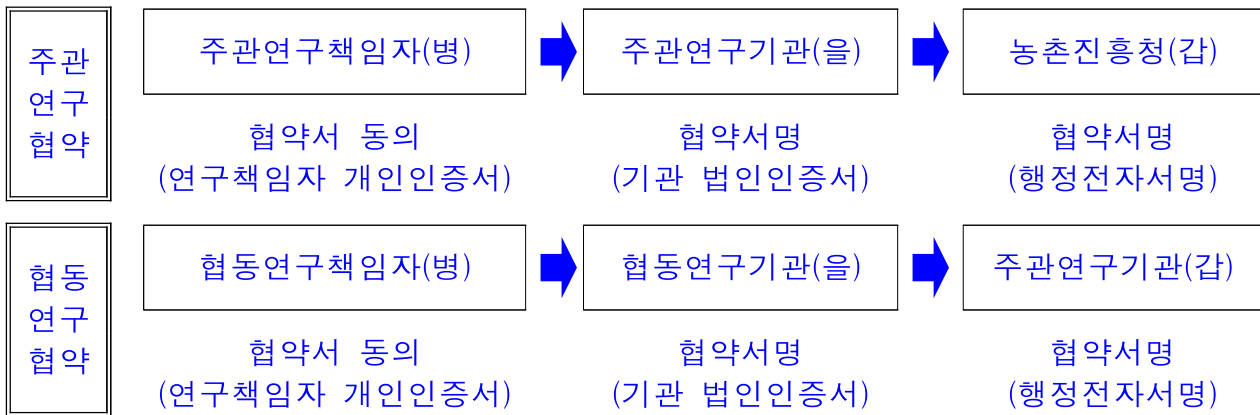 주관
연구
협약
주관연구책임자(병)
주관연구기관(을)
농촌진흥청(갑)
협약서 동의
(연구책임자 개인인증서)
협약서명
(기관 법인인증서)
협약서명
(행정전자서명)
협동
연구
협약
협동연구책임자(병)
협동연구기관(을)
주관연구기관(갑)
협약서 동의
(연구책임자 개인인증서)
협약서명
(기관 법인인증서)
협약서명
(행정전자서명)